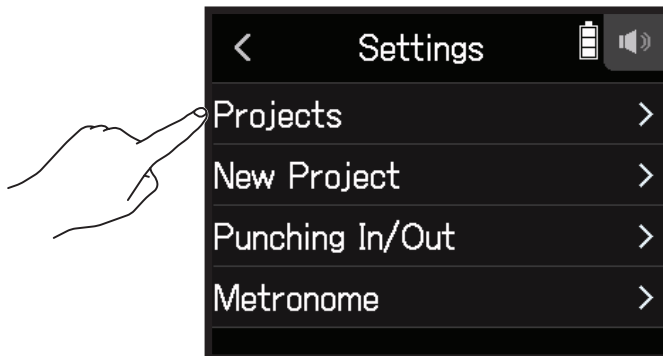 Settings
Projects
New Project
Punching In/Out
Metronome